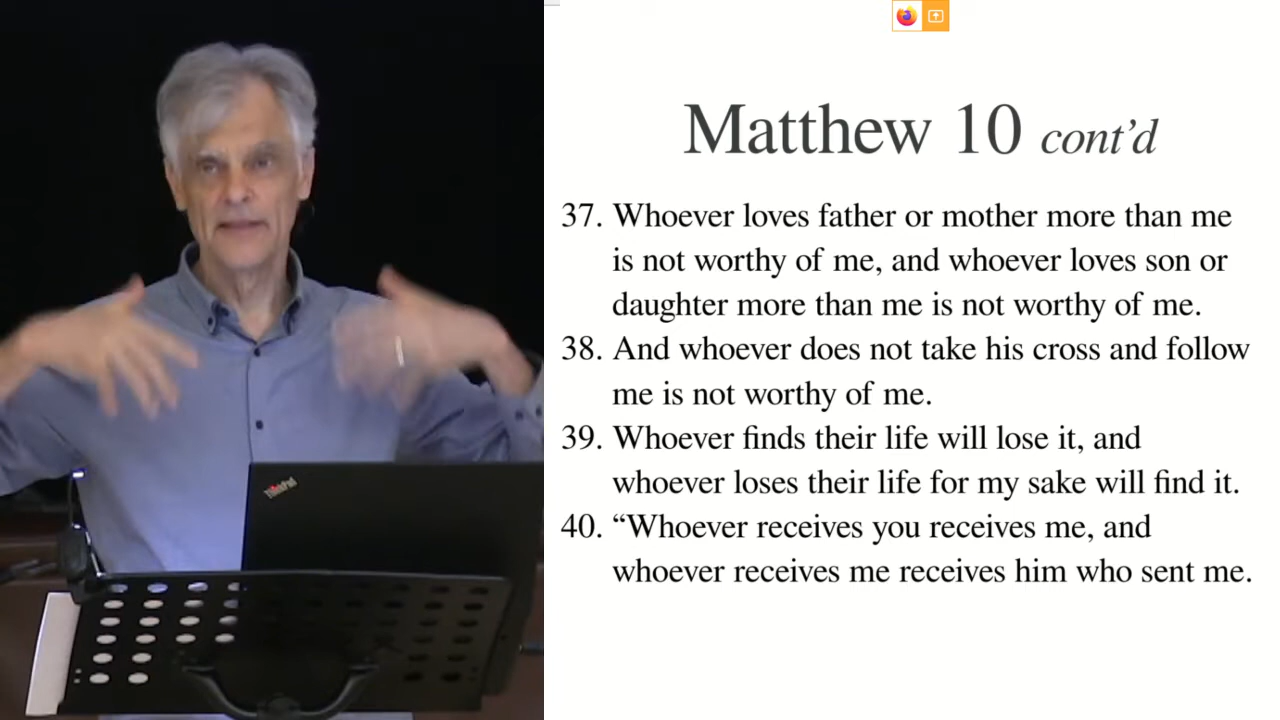 Matthew 10 cont’d
37. Whoever loves father or mother more than me
is not worthy of me, and whoever loves son or
daughter more than me is not worthy of me.
38. And whoever does not take his cross and follow
me is not worthy of me.
39. Whoever finds their life will lose it, and
whoever loses their life for my sake will find it.
40. “Whoever receives you receives me, and
whoever receives me receives him who sent me.
ThinkPad